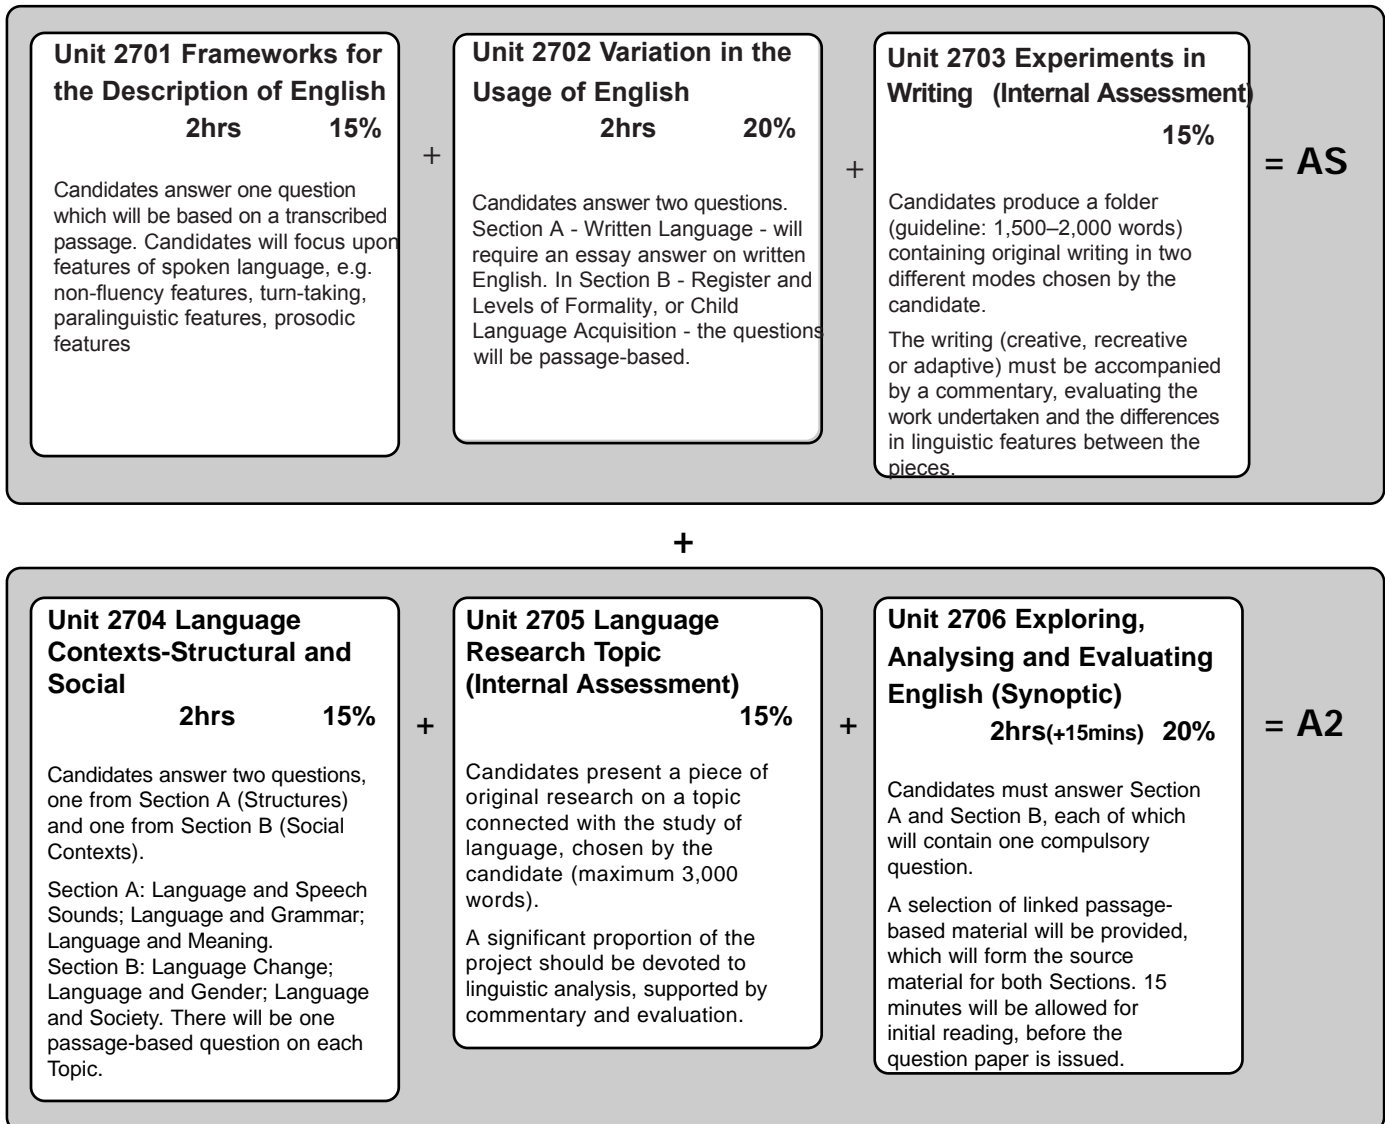 Unit 2701 Frameworks for
the Description of English
2hrs 15%
Candidates answer one question
which will be based on a transcribed
passage. Candidates will focus upon
features of spoken language, e.g.
non-fluency features, turn-taking,
paralinguistic features, prosodic
features
+
Unit 2702 Variation in the
Usage of English
2hrs 20%
Candidates answer two questions.
Section A - Written Language - will
require an essay answer on written
English. In Section B - Register and
Levels of Formality, or Child
Language Acquisition - the questions
will be passage-based.
+
Unit 2703 Experiments in
Writing (Internal Assessment)
15%
Candidates produce a folder
(guideline: 1,500–2,000 words)
containing original writing in two
different modes chosen by the
candidate.
The writing (creative, recreative
or adaptive) must be accompanied
by a commentary, evaluating the
work undertaken and the differences
in linguistic features between the
pieces.
= AS
+
Unit 2704 Language
Contexts-Structural and
Social
2hrs 15%
Candidates answer two questions,
one from Section A (Structures)
and one from Section B (Social
Contexts).
Section A: Language and Speech
Sounds; Language and Grammar;
Language and Meaning.
Section B: Language Change;
Language and Gender; Language
and Society. There will be one
passage-based question on each
Topic.
+
Unit 2705 Language
Research Topic
(Internal Assessment)
15%
Candidates present a piece of
original research on a topic
connected with the study of
language, chosen by the
candidate (maximum 3,000
words).
A significant proportion of the
project should be devoted to
linguistic analysis, supported by
commentary and evaluation.
+
Unit 2706 Exploring,
Analysing and Evaluating
English (Synoptic)
2hrs(+15mins) 20%
Candidates must answer Section
A and Section B, each of which
will contain one compulsory
question.
A selection of linked passage-
based material will be provided,
which will form the source
material for both Sections. 15
minutes will be allowed for
initial reading, before the
question paper is issued.
= A2